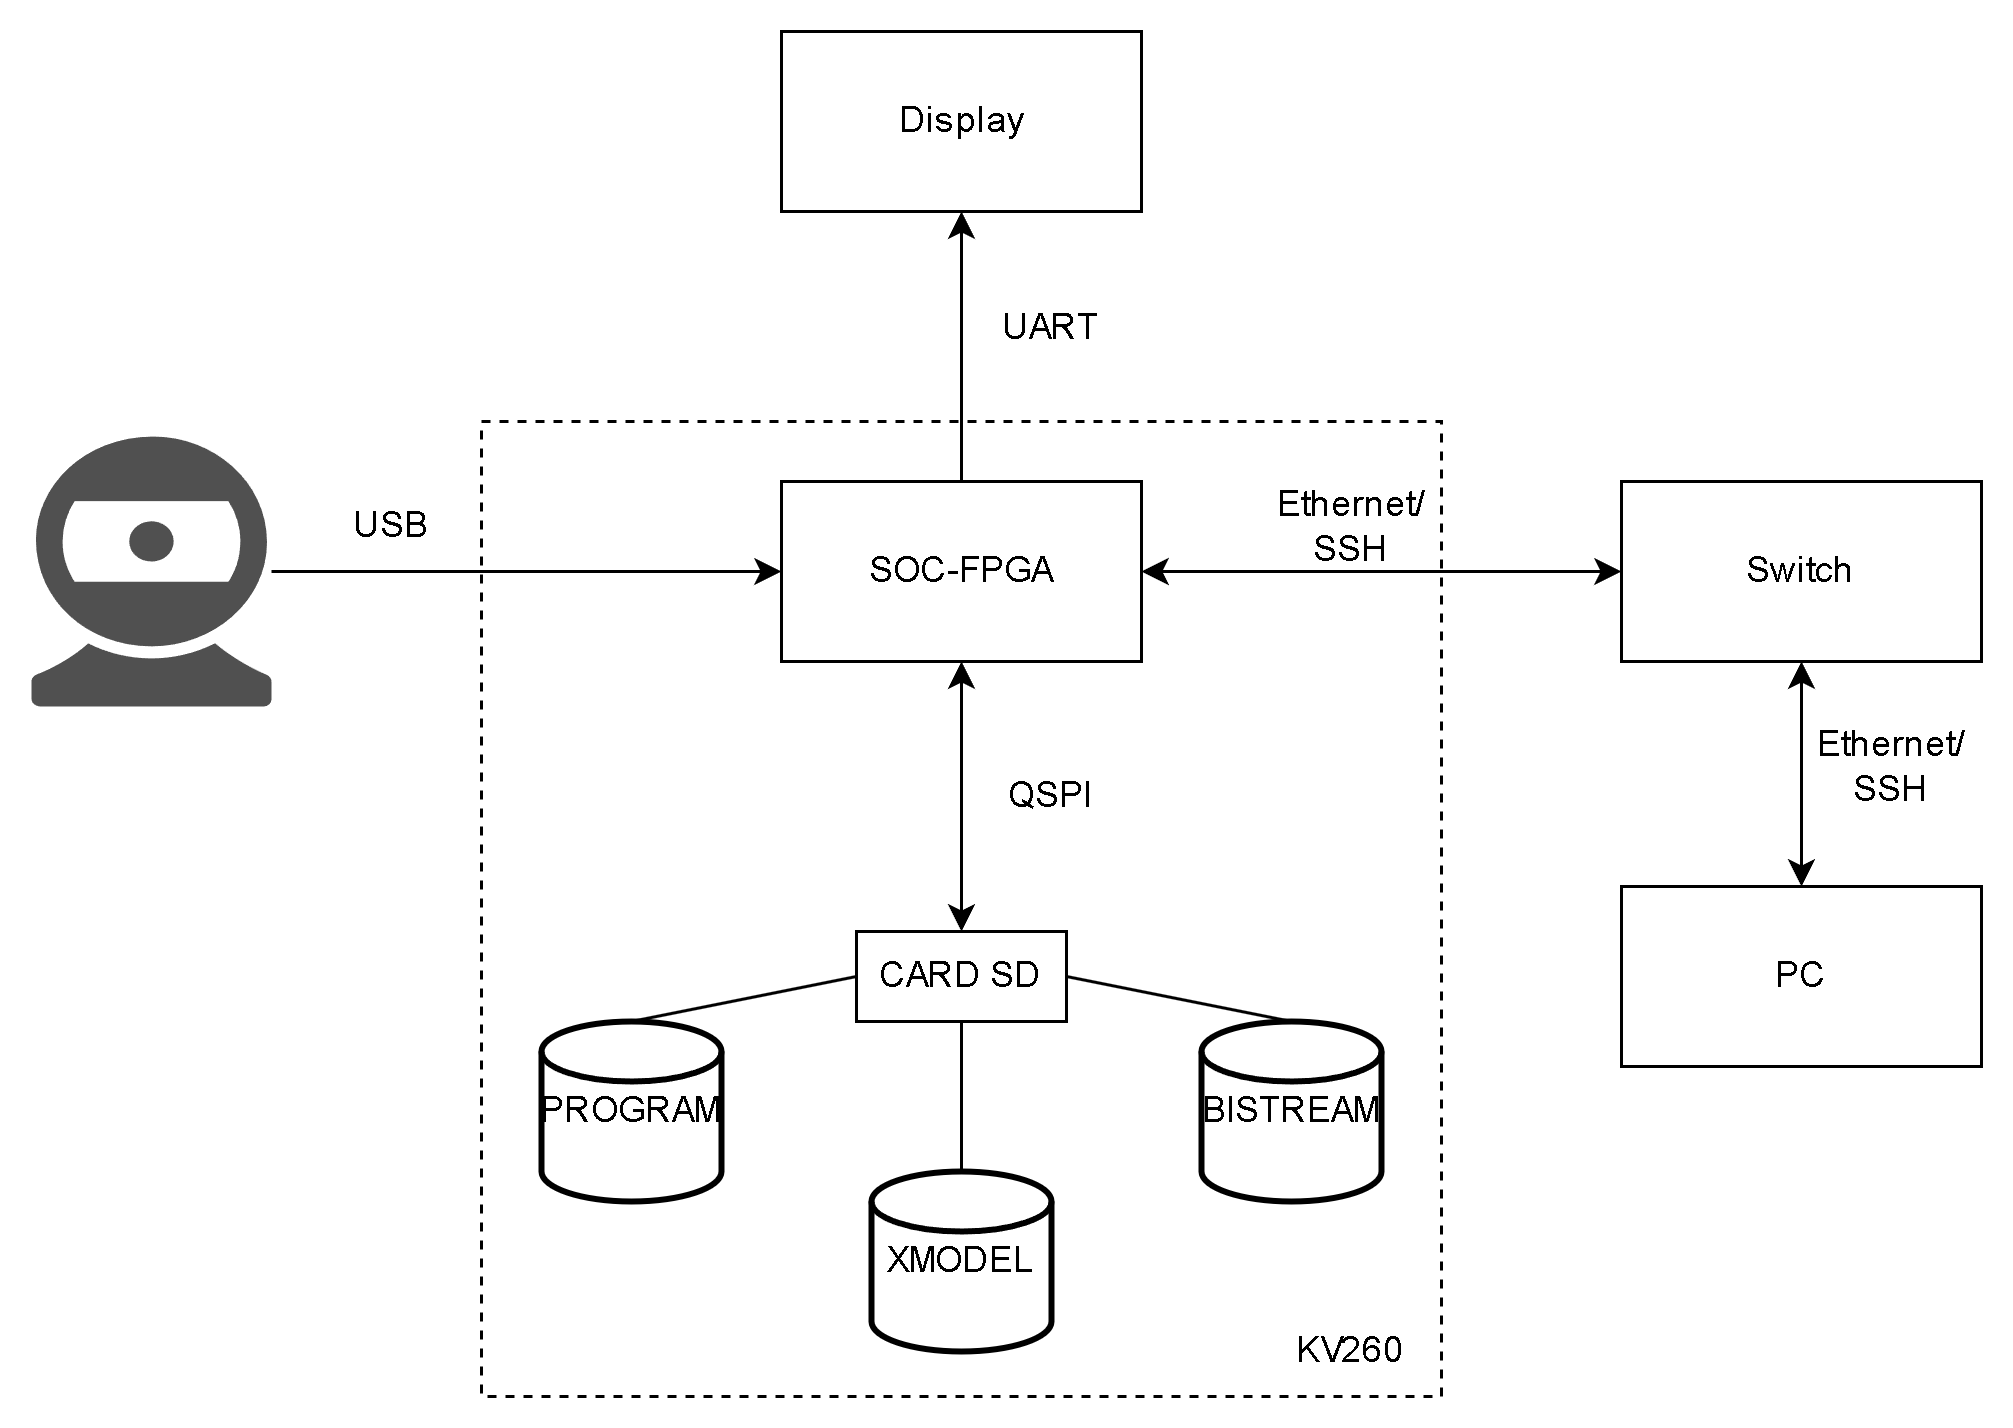 Display
UART
USB
SOC-FPGA
Ethernet/
SSH
Switch
QSPI
Ethernet/
SSH
CARD SD
PC
PROGRAM
BISTREAM
XMODEL
KV260